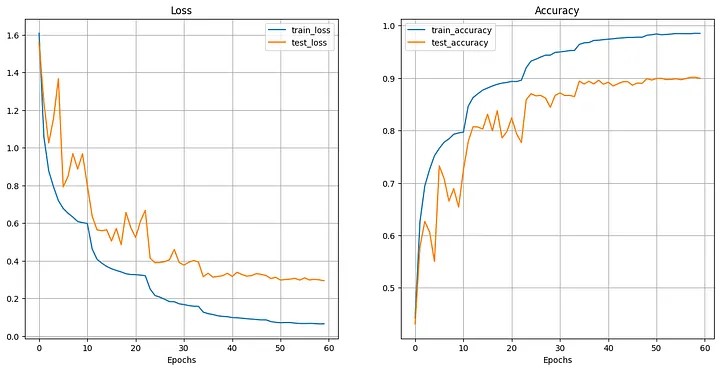 Loss
train_loss
test_loss
1.6
1.4
1.2
1.0
0.8
0.6
0.4
0.2
0.0
0 10 20 30 40 50 60
Epochs
Accuracy
train_accuracy
test_accuracy
1.0
0.9
0.8
0.7
0.6
0.5
0 10 20 30 40 50 60
Epochs